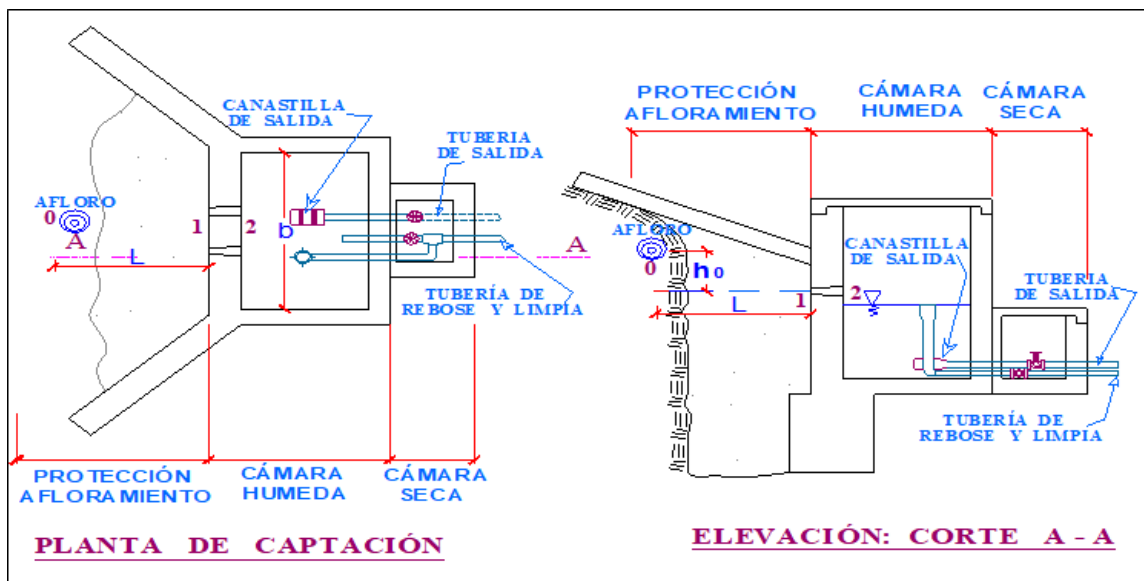 CANASTILLA
DE SALIDA
TUBERIA
DE SALIDA
AFLORO
0
A
1
2
b
L
A
TUBERÍA DE
REBOSE Y LIMPIA
PROTECCIÓN
AFLORAMIENTO
CÁMARA
HUMEDA
CÁMARA
SECA
PLANTA DE CAPTACIÓN
PROTECCIÓN
AFLORAMIENTO
CÁMARA
HUMEDA
CÁMARA
SECA
AFLORO
0
h0
L
1
2
CANASTILLA
DE SALIDA
TUBERIA
DE SALIDA
TUBERÍA DE
REBOSE Y LIMPIA
ELEVACIÓN: CORTE A - A